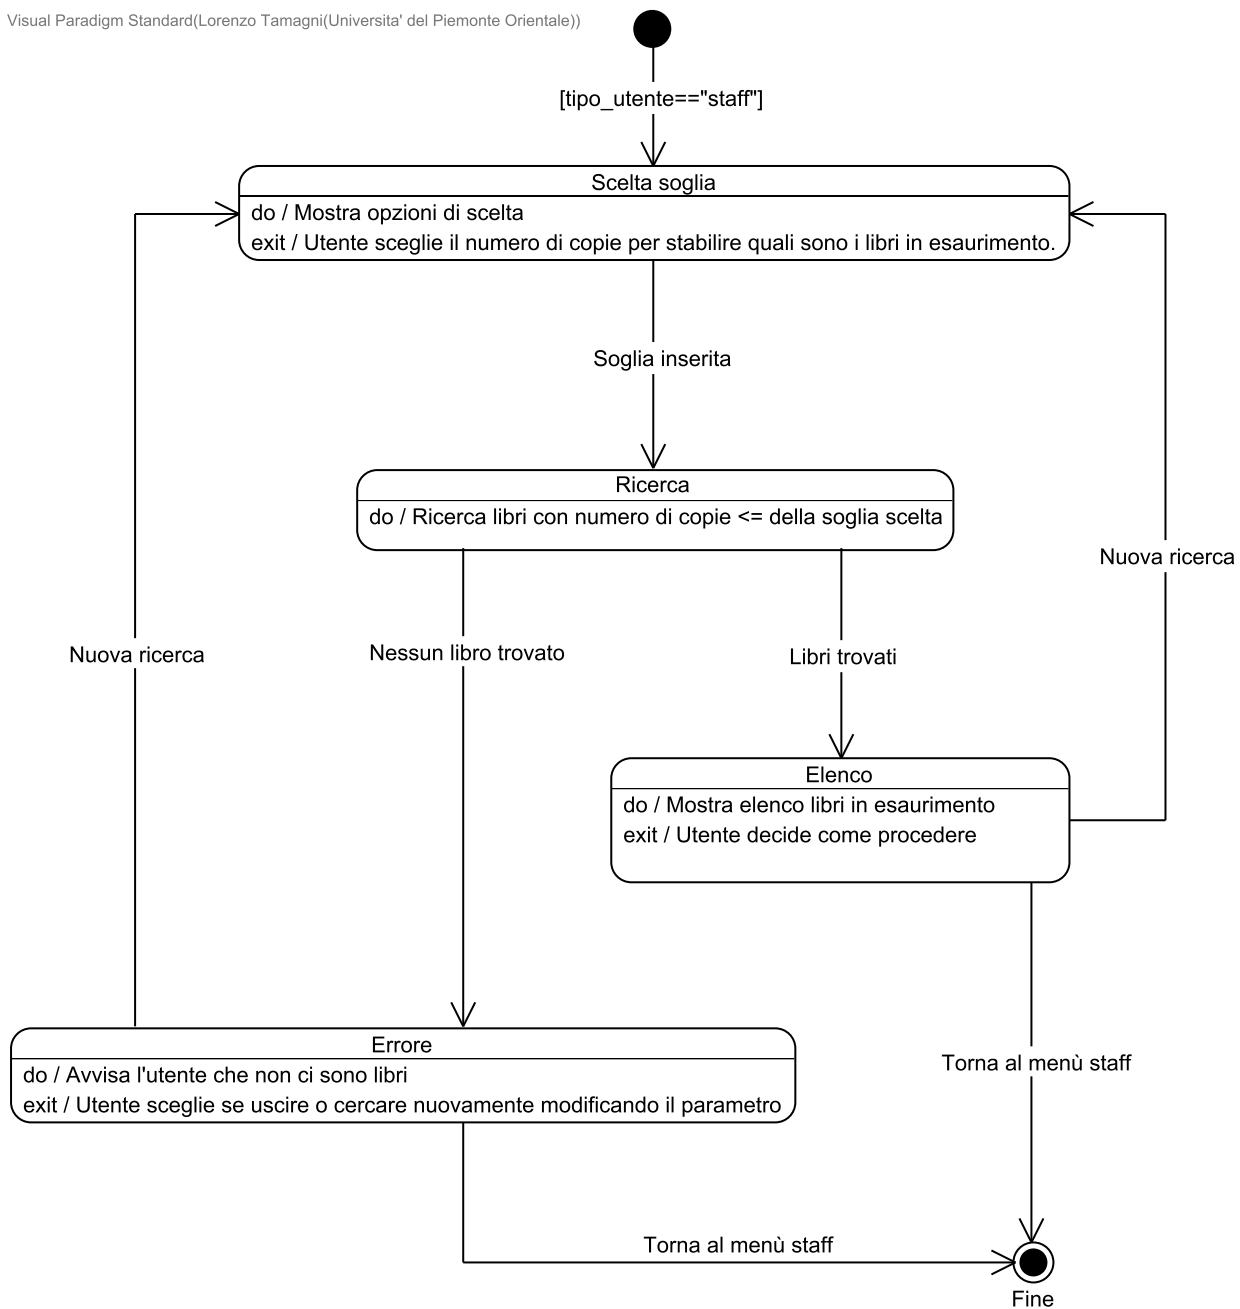 Visual Paradigm Standard(Lorenzo Tamagni(Universita' del Piemonte Orientale))
[tipo_utente=="staff"]
Scelta soglia
do / Mostra opzioni di scelta
exit / Utente sceglie il numero di copie per stabilire quali sono i libri in esaurimento.
Soglia inserita
Ricerca
do / Ricerca libri con numero di copie <= della soglia scelta
Nuova ricerca
Nuova ricerca
Nessun libro trovato
Libri trovati
Elenco
do / Mostra elenco libri in esaurimento
exit / Utente decide come procedere
Errore
do / Avvisa l'utente che non ci sono libri
exit / Utente sceglie se uscire o cercare nuovamente modificando il parametro
Torna al menù staff
Torna al menù staff
Fine